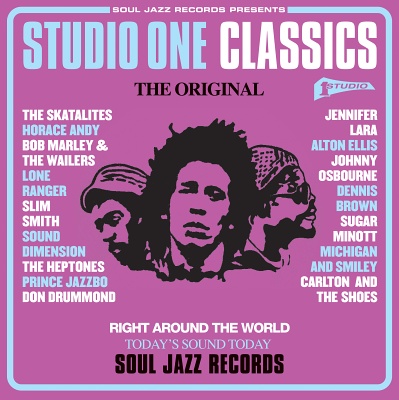 SOUL JAZZ RECORDS PRESENTS
STUDIO ONE CLASSICS
THE ORIGINAL
1 STUDIO
THE SKATALITES
HORACE ANDY
BOB MARLEY &
THE WAILERS
LONE
RANGER
SLIM
SMITH
SOUND
DIMENSION
THE HEPTONES
PRINCE JAZZBO
DON DRUMMOND
JENNIFER
LARA
ALTON ELLIS
JOHNNY
OSBOURNE
DENNIS
BROWN
SUGAR
MINOTT
MICHIGAN
AND SMILEY
CARLTON AND
THE SHOES
RIGHT AROUND THE WORLD
TODAY'S SOUND TODAY
SOUL JAZZ RECORDS